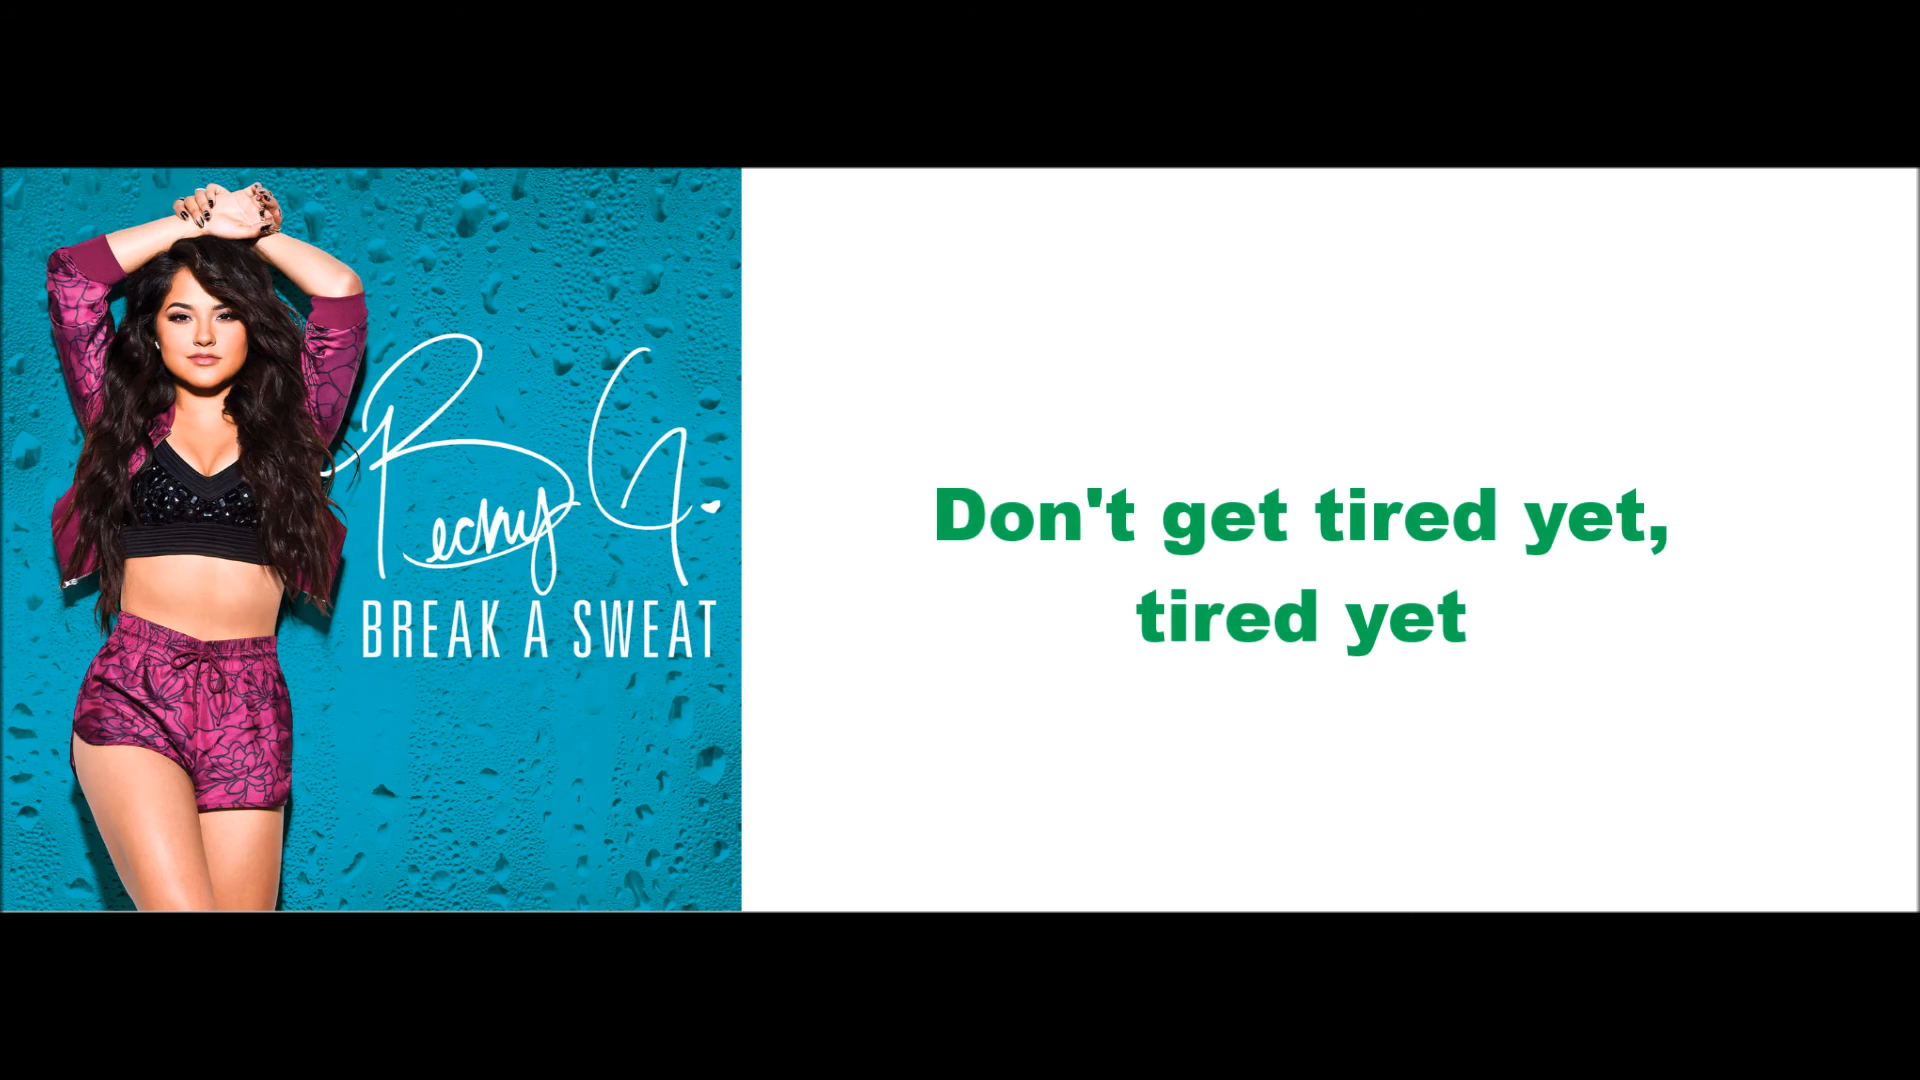 Becky G.
BREAK A SWEAT
Don't get tired yet,
tired yet